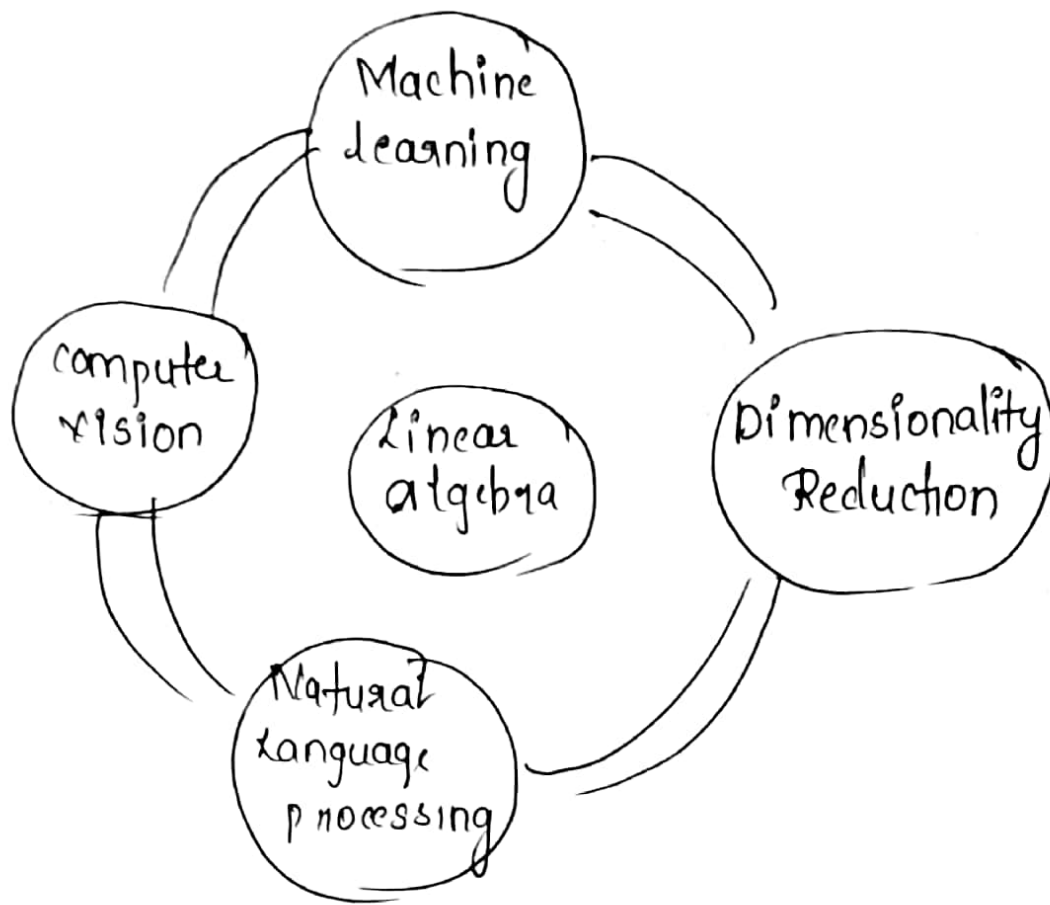 Machine
Learning
computer
vision
Linear
algebra
Dimensionality
Reduction
Natural
Language
processing